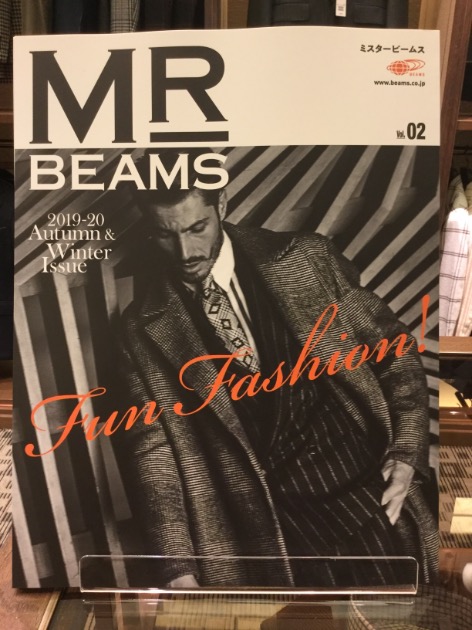 MR
BEAMS
ミスタービームス
BEAMS
www.beams.co.jp
Vol. 02
2019-20
Autumn &
Winter
Issue
Fun Fashion!